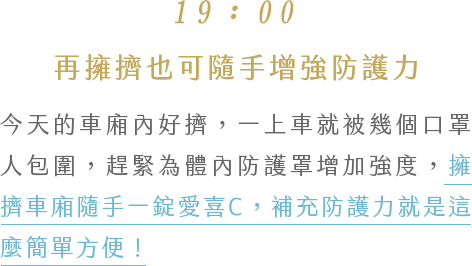 19：00
再擁擠也可隨手增強防護力
今天的車廂內好擠，一上車就被幾個口罩
人包圍，趕緊為體內防護罩增加強度，擁
擠車廂隨手一錠愛喜C，補充防護力就是這
麼簡單方便！